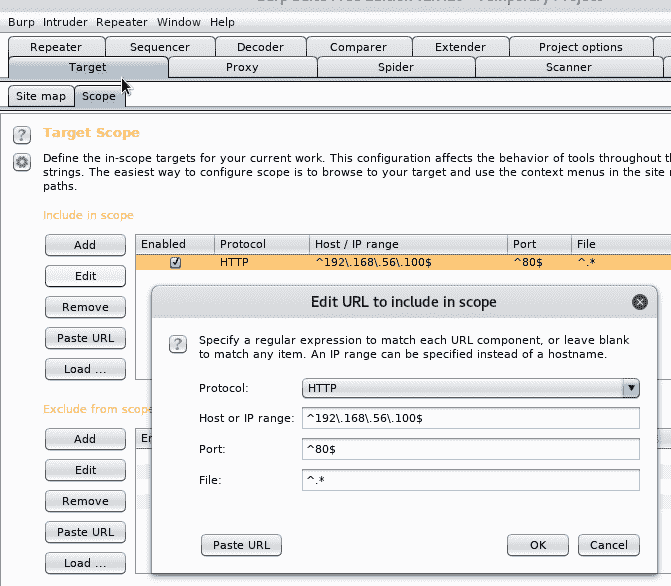 Burp Intruder Repeater Window Help
Repeater Sequencer Decoder Comparer Extender Project options
Target Proxy Spider Scanner
Site map Scope
? Target Scope
Define the in-scope targets for your current work. This configuration affects the behavior of tools throughout
strings. The easiest way to configure scope is to browse to your target and use the context menus in the site
paths.
Include in scope
Add
Edit
Remove
Paste URL
Load ...
Enabled Protocol Host / IP range Port File
HTTP ^192\.168\.56\.100$ ^80$ ^.*
Exclude from scope
Add
Edit
Remove
Paste URL
Load ...
Edit URL to include in scope
? Specify a regular expression to match each URL component, or leave blank
to match any item. An IP range can be specified instead of a hostname.
Protocol: HTTP
Host or IP range: ^192\.168\.56\.100$
Port: ^80$
File: ^.*
Paste URL OK Cancel